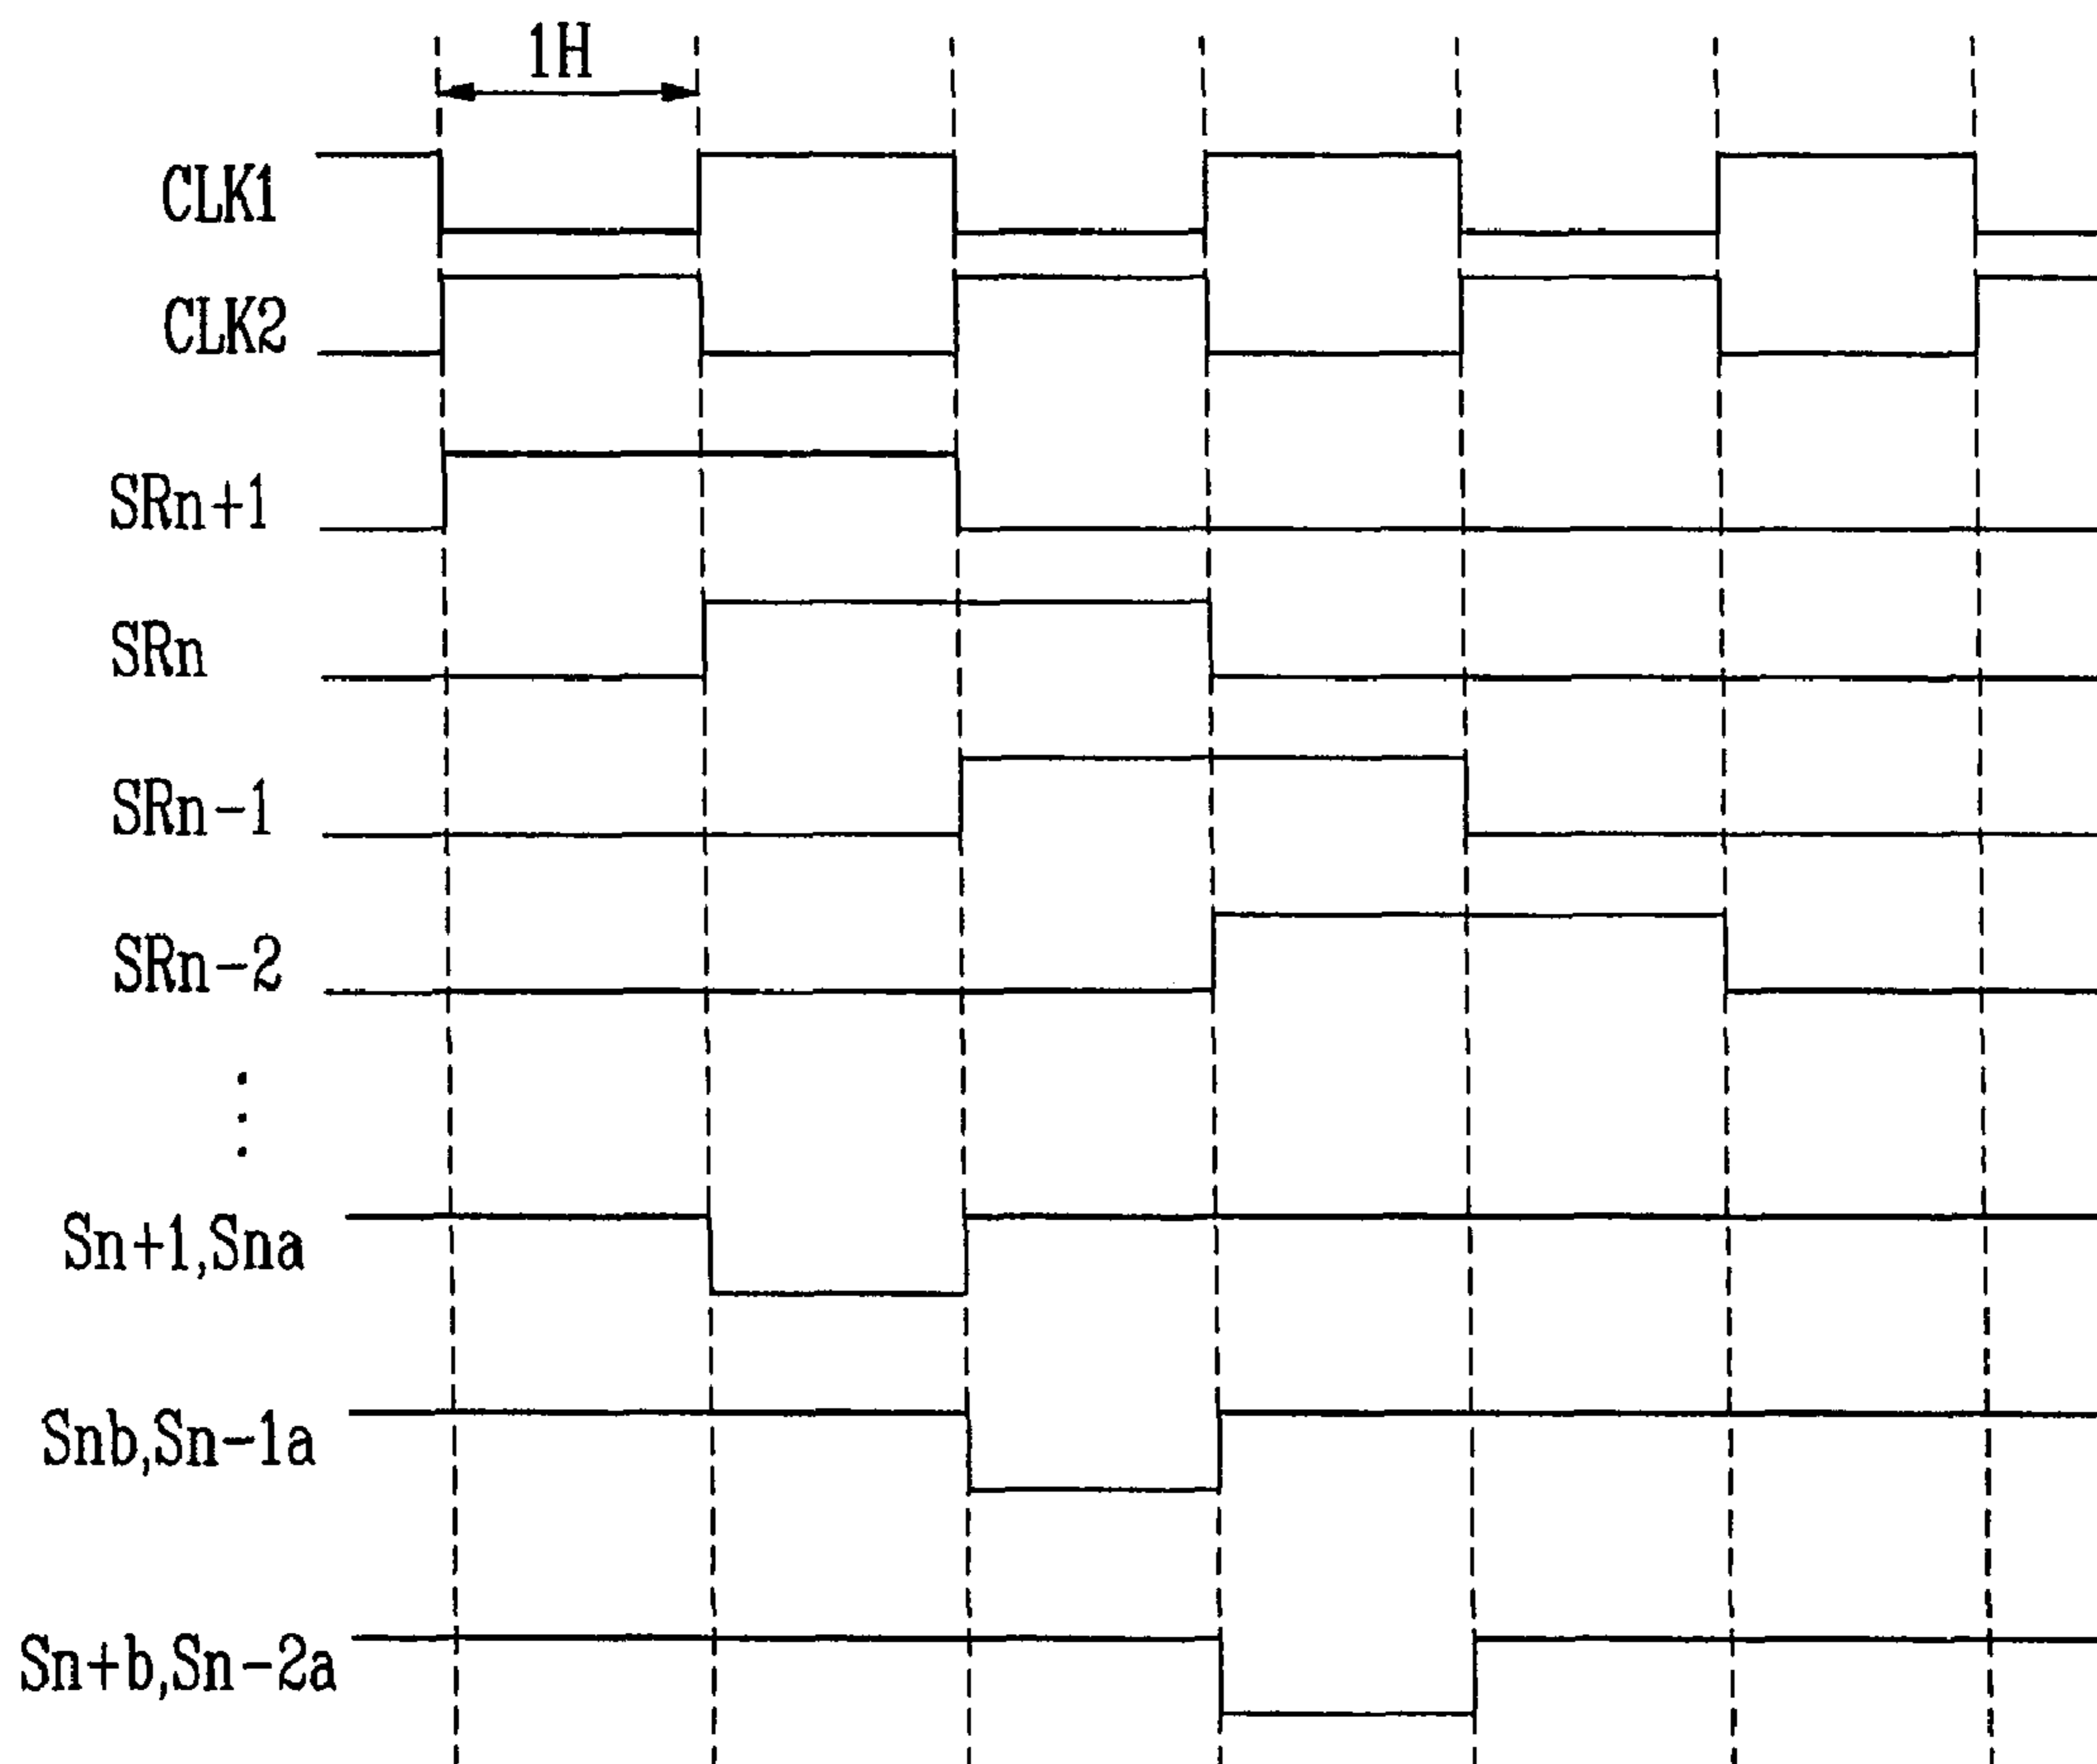 1H
CLK1
CLK2
SRn+1
SRn
SRn-1
SRn-2
Sn+1,Sna
Snb,Sn-1a
Sn+b,Sn-2a